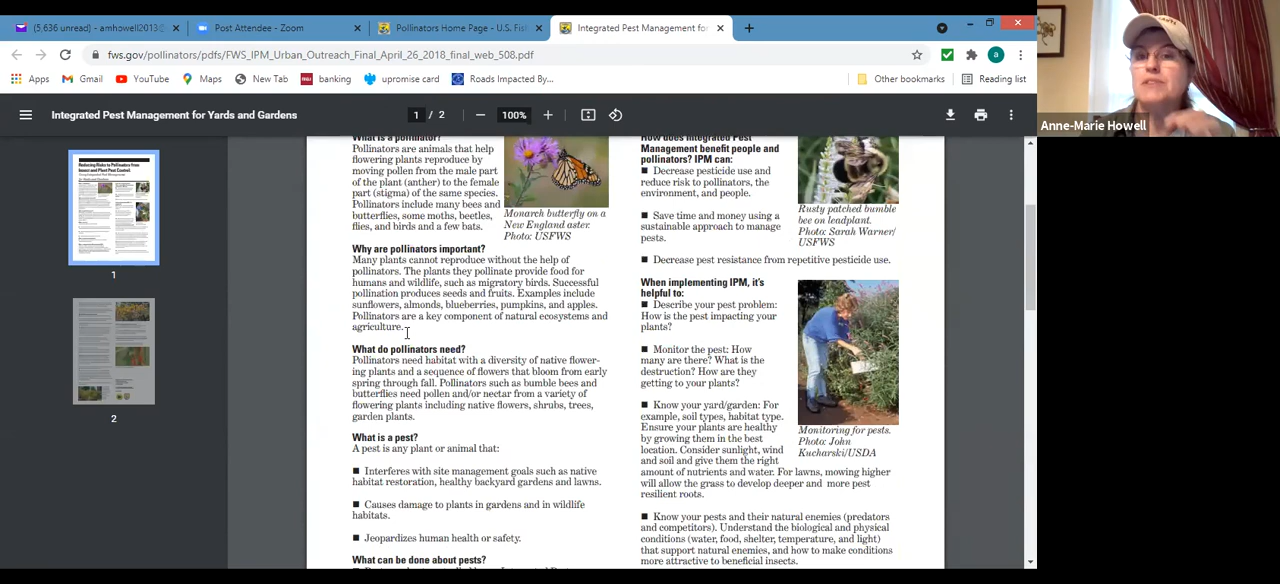 (5,636 unread) - amhowell2013@
Post Attendee - Zoom
Pollinators Home Page - U.S. Fish
Integrated Pest Management for
fws.gov/pollinators/pdfs/FWS_IPM_Urban_Outreach_Final_April_26_2018_final_web_508.pdf
a
Apps
Gmail
YouTube
Maps
New Tab
banking
upromise card
Roads Impacted By...
Other bookmarks
Reading list
Integrated Pest Management for Yards and Gardens
1 / 2
100%
Anne-Marie Howell
1
2
What is a pollinator?
Pollinators are animals that help
flowering plants reproduce by
moving pollen from the male part
of the plant (anther) to the female
part (stigma) of the same species.
Pollinators include many bees and
butterflies, some moths, beetles,
flies, and birds and a few bats.
Monarch butterfly on a
New England aster.
Photo: USFWS
Why are pollinators important?
Many plants cannot reproduce without the help of
pollinators. The plants they pollinate provide food for
humans and wildlife, such as migratory birds. Successful
pollination produces seeds and fruits. Examples include
sunflowers, almonds, blueberries, pumpkins, and apples.
Pollinators are a key component of natural ecosystems and
agriculture.
What do pollinators need?
Pollinators need habitat with a diversity of native flower-
ing plants and a sequence of flowers that bloom from early
spring through fall. Pollinators such as bumble bees and
butterflies need pollen and/or nectar from a variety of
flowering plants including native flowers, shrubs, trees,
garden plants.
What is a pest?
A pest is any plant or animal that:
■ Interferes with site management goals such as native
habitat restoration, healthy backyard gardens and lawns.
■ Causes damage to plants in gardens and in wildlife
habitats.
■ Jeopardizes human health or safety.
What can be done about pests?
How does Integrated Pest
Management benefit people and
pollinators? IPM can:
■ Decrease pesticide use and
reduce risk to pollinators, the
environment, and people.
■ Save time and money using a
sustainable approach to manage
pests.
Rusty patched bumble
bee on leadplant.
Photo: Sarah Warner/
USFWS
■ Decrease pest resistance from repetitive pesticide use.
When implementing IPM, it's
helpful to:
■ Describe your pest problem:
How is the pest impacting your
plants?
■ Monitor the pest: How
many are there? What is the
destruction? How are they
getting to your plants?
■ Know your yard/garden: For
example, soil types, habitat type.
Ensure your plants are healthy
by growing them in the best
location. Consider sunlight, wind
and soil and give them the right
amount of nutrients and water. For lawns, mowing higher
will allow the grass to develop deeper and more pest
resilient roots.
Monitoring for pests.
Photo: John
Kucharski/USDA
■ Know your pests and their natural enemies (predators
and competitors). Understand the biological and physical
conditions (water, food, shelter, temperature, and light)
that support natural enemies, and how to make conditions
more attractive to beneficial insects.